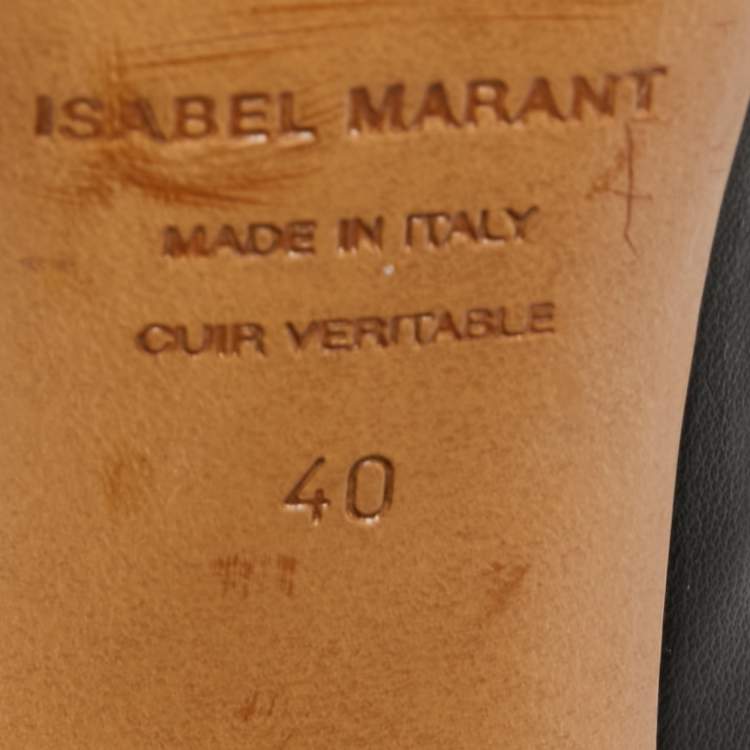 ISABEL MARANT
MADE IN ITALY
CUIR VERITABLE
40